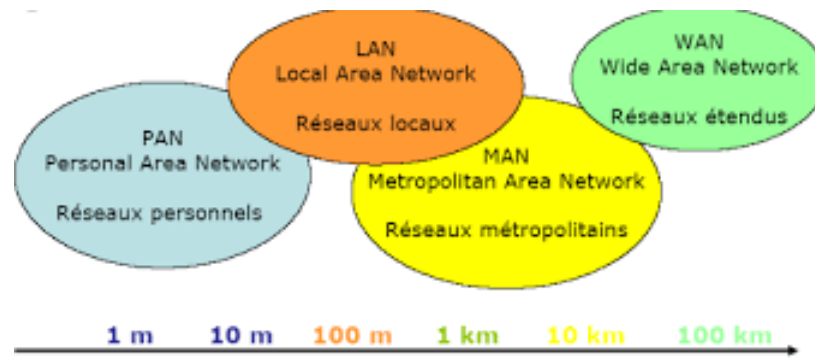 LAN
Local Area Network
Réseaux locaux
WAN
Wide Area Network
Réseaux étendus
PAN
Personal Area Network
Réseaux personnels
MAN
Metropolitan Area Network
Réseaux métropolitains
1 m 10 m 100 m 1 km 10 km 100 km